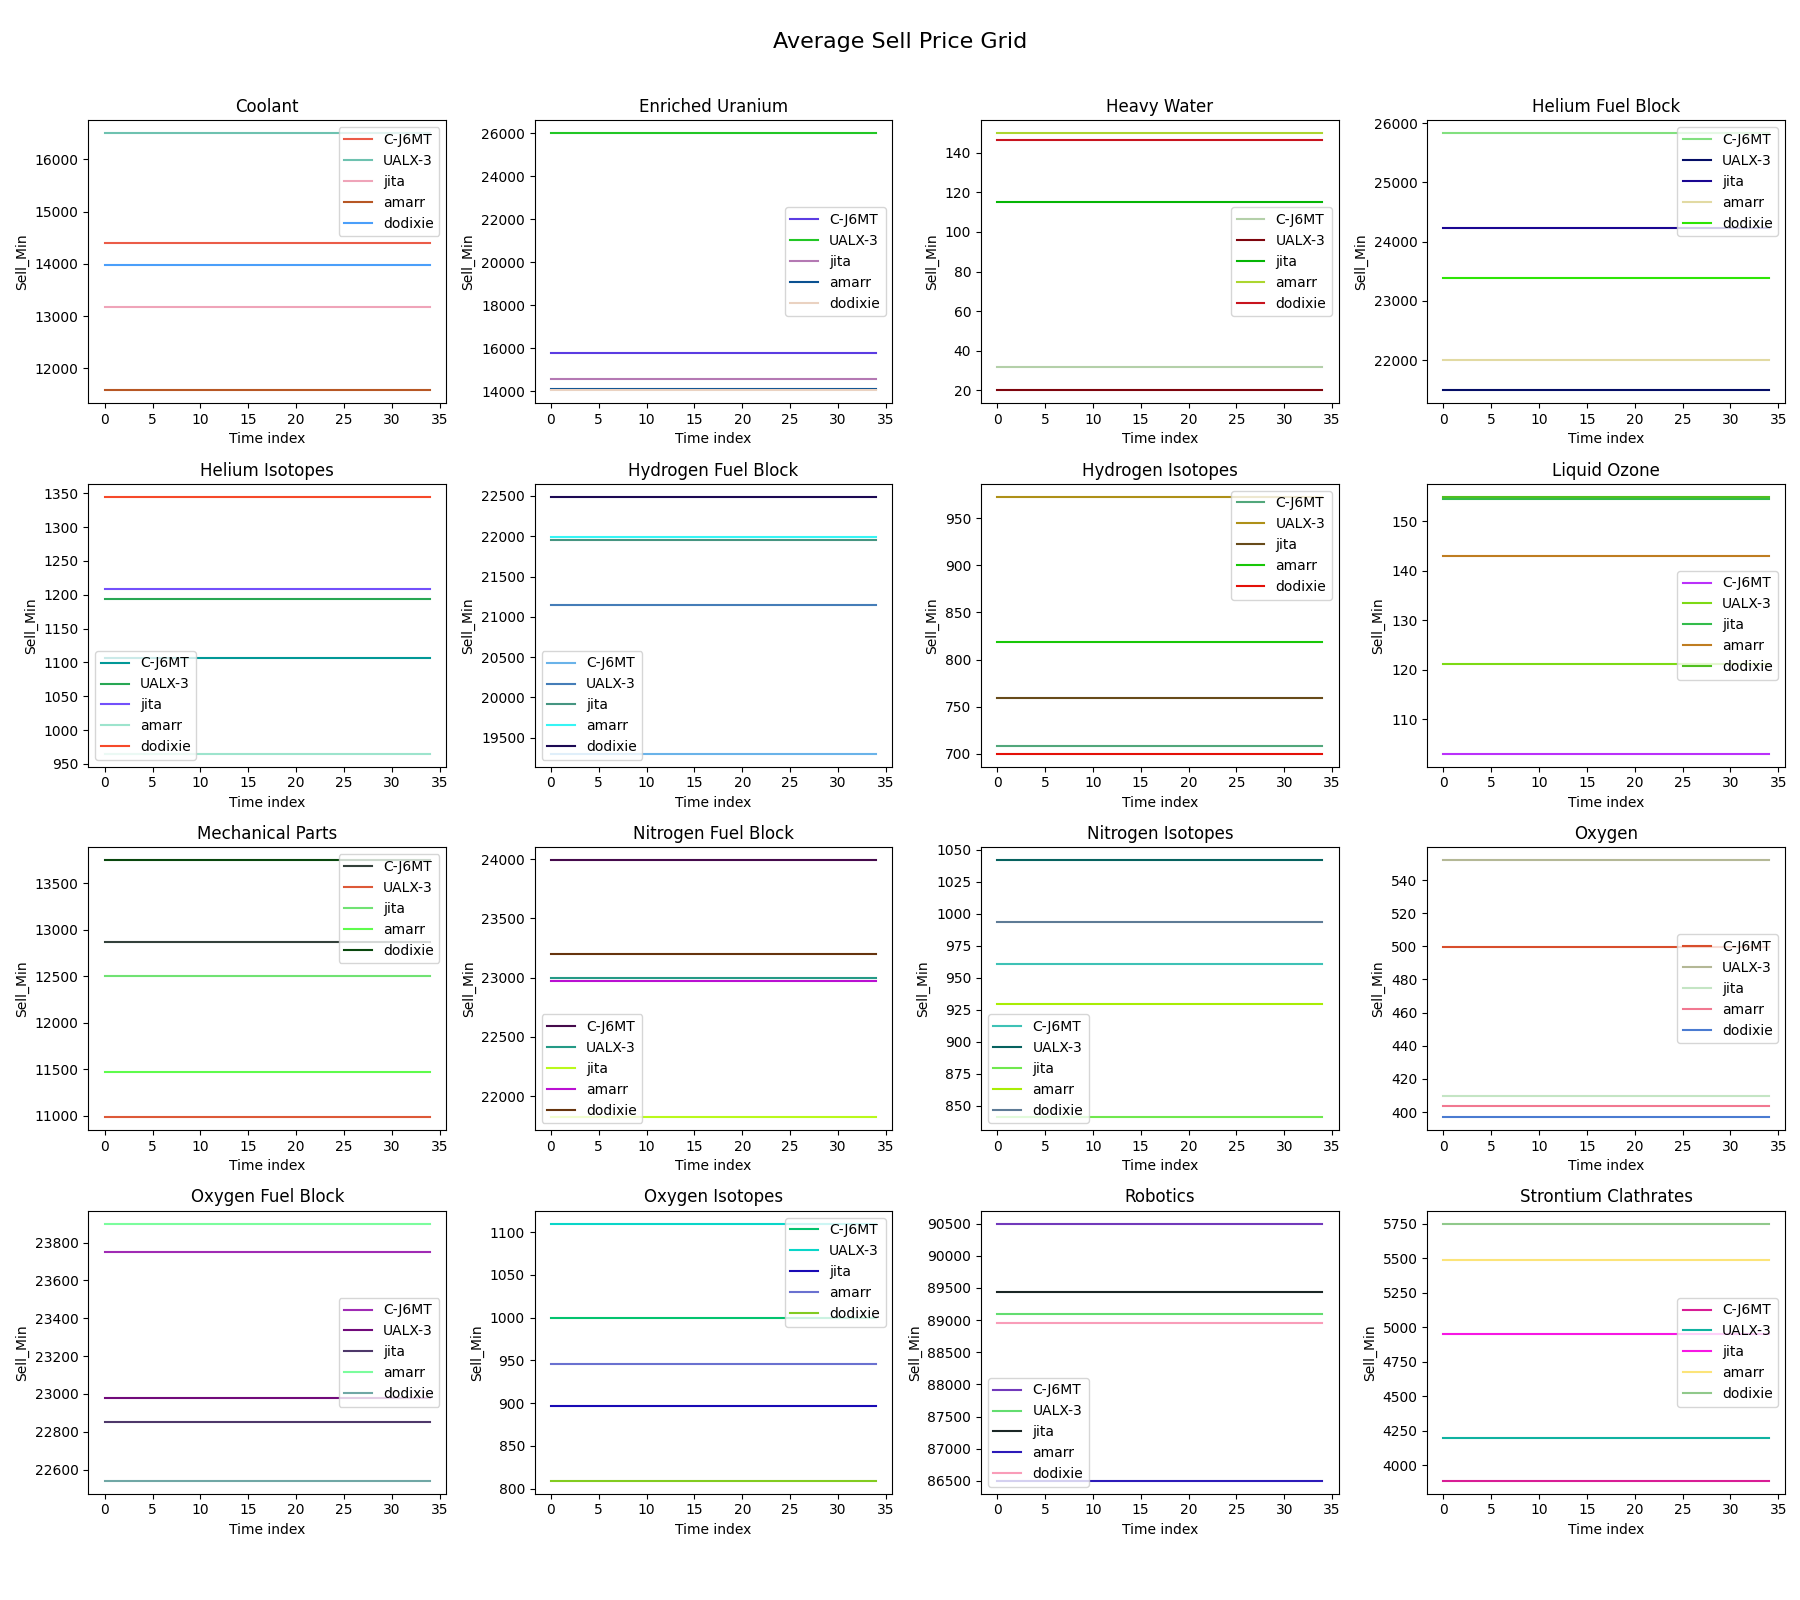 Average Sell Price Grid
Coolant
Sell_Min
16000
15000
14000
13000
12000
C-J6MT
UALX-3
jita
amarr
dodixie
0 5 10 15 20 25 30 35
Time index
Enriched Uranium
Sell_Min
26000
24000
22000
20000
18000
16000
14000
C-J6MT
UALX-3
jita
amarr
dodixie
0 5 10 15 20 25 30 35
Time index
Heavy Water
Sell_Min
140
120
100
80
60
40
20
C-J6MT
UALX-3
jita
amarr
dodixie
0 5 10 15 20 25 30 35
Time index
Helium Fuel Block
Sell_Min
26000
25000
24000
23000
22000
C-J6MT
UALX-3
jita
amarr
dodixie
0 5 10 15 20 25 30 35
Time index
Helium Isotopes
Sell_Min
1350
1300
1250
1200
1150
1100
1050
1000
950
C-J6MT
UALX-3
jita
amarr
dodixie
0 5 10 15 20 25 30 35
Time index
Hydrogen Fuel Block
Sell_Min
22500
22000
21500
21000
20500
20000
19500
C-J6MT
UALX-3
jita
amarr
dodixie
0 5 10 15 20 25 30 35
Time index
Hydrogen Isotopes
Sell_Min
950
900
850
800
750
700
C-J6MT
UALX-3
jita
amarr
dodixie
0 5 10 15 20 25 30 35
Time index
Liquid Ozone
Sell_Min
150
140
130
120
110
C-J6MT
UALX-3
jita
amarr
dodixie
0 5 10 15 20 25 30 35
Time index
Mechanical Parts
Sell_Min
13500
13000
12500
12000
11500
11000
C-J6MT
UALX-3
jita
amarr
dodixie
0 5 10 15 20 25 30 35
Time index
Nitrogen Fuel Block
Sell_Min
24000
23500
23000
22500
22000
C-J6MT
UALX-3
jita
amarr
dodixie
0 5 10 15 20 25 30 35
Time index
Nitrogen Isotopes
Sell_Min
1050
1025
1000
975
950
925
900
875
850
C-J6MT
UALX-3
jita
amarr
dodixie
0 5 10 15 20 25 30 35
Time index
Oxygen
Sell_Min
540
520
500
480
460
440
420
400
C-J6MT
UALX-3
jita
amarr
dodixie
0 5 10 15 20 25 30 35
Time index
Oxygen Fuel Block
Sell_Min
23800
23600
23400
23200
23000
22800
22600
C-J6MT
UALX-3
jita
amarr
dodixie
0 5 10 15 20 25 30 35
Time index
Oxygen Isotopes
Sell_Min
1100
1050
1000
950
900
850
800
C-J6MT
UALX-3
jita
amarr
dodixie
0 5 10 15 20 25 30 35
Time index
Robotics
Sell_Min
90500
90000
89500
89000
88500
88000
87500
87000
86500
C-J6MT
UALX-3
jita
amarr
dodixie
0 5 10 15 20 25 30 35
Time index
Strontium Clathrates
Sell_Min
5750
5500
5250
5000
4750
4500
4250
4000
C-J6MT
UALX-3
jita
amarr
dodixie
0 5 10 15 20 25 30 35
Time index